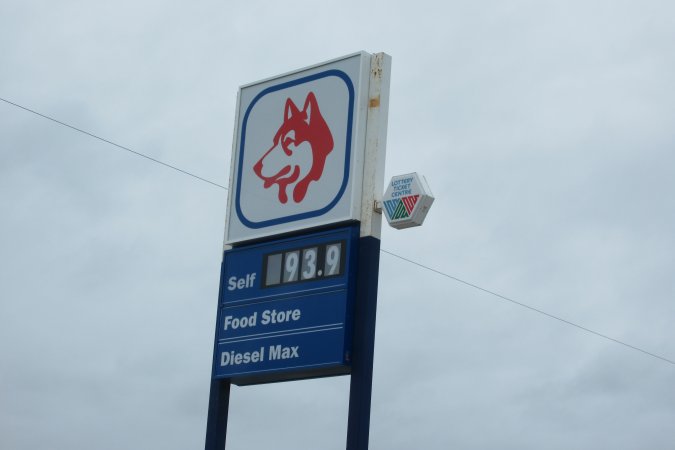 LOTTERY
TICKET
CENTRE
Self 93.9
Food Store
Diesel Max